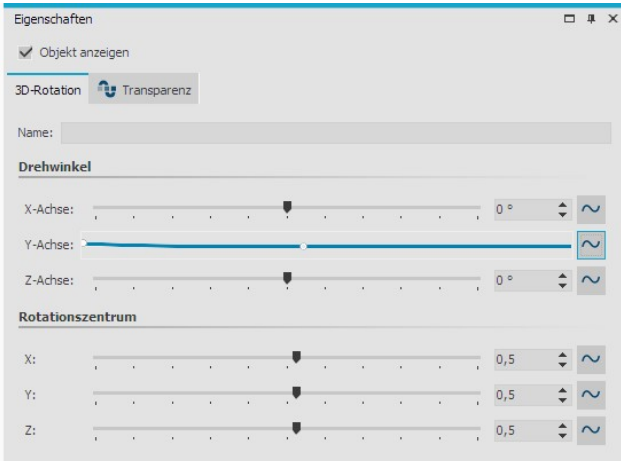 Eigenschaften
Objekt anzeigen
3D-Rotation Transparenz
Name:
Drehwinkel
X-Achse: 0 °
Y-Achse:
Z-Achse: 0 °
Rotationszentrum
X: 0,5
Y: 0,5
Z: 0,5